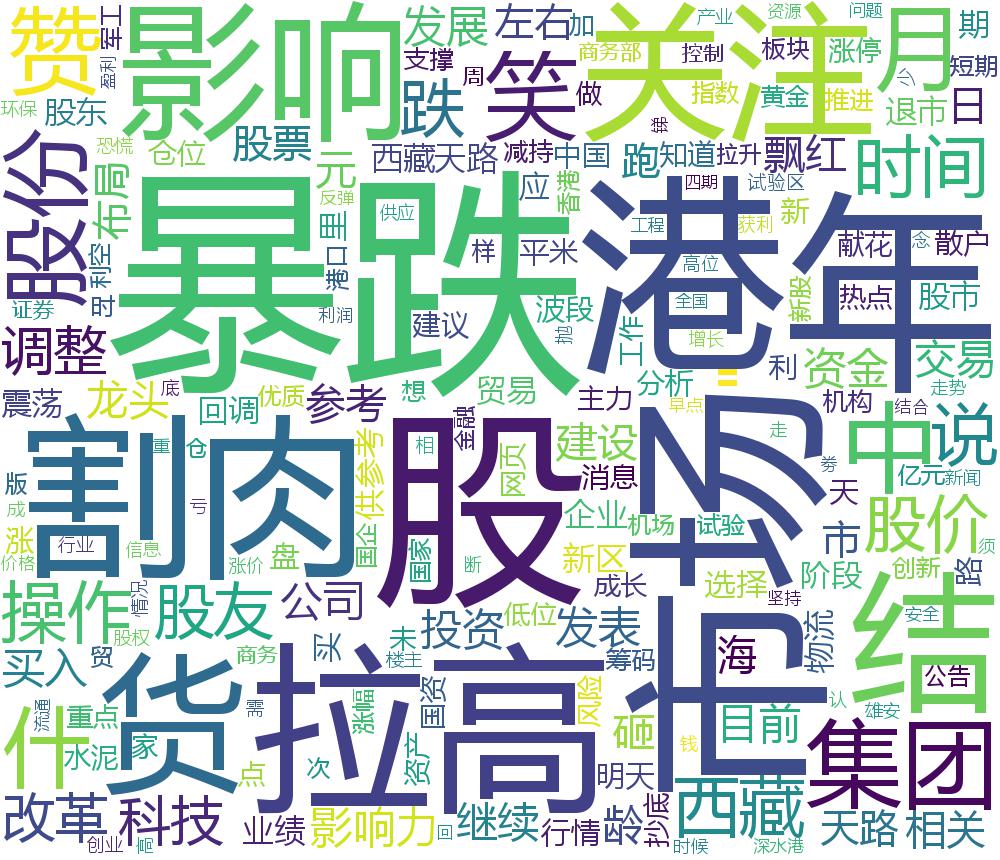 赞
军工
影响
发展
左右
加
产业
资源
问题
月
期
环保
盈利
股东
支撑
周
笑
关注
商务部
控制
板块
涨停
短期
恐慌
仓位
股票
跌
做
指数
黄金
推进
退市
日
股份
布局
元
西藏天路
减持
中国
跑
知道
拉升
飘红
时间
反弹
应
香港
四期
试验区
新
利空
暴跌
港口
里
供应
样
平米
港
工程
获利
年
献花
念
散户
高位
热点
证券
利润
建议
波段
抛
全国
新股
股市
调整
工作
增长
震荡
龙头
底
优质
参考
想
贸易
分析
利
资金
交易
走势
回调
主力
早点
机构
结合
割肉
重
仓
供参考
股
相
金融
网页
建设
消息
场
走
中
说
版
成
引
亿元
新闻
涨
行业
信息
盘
国企
国家
企业
机场
试验
天
市
股价
价格
涨价
断
新区
成长
选择
阶段
创新
路
须
操作
情况
股权
股友
公司
低位
坚持
结
安全
买入
贸
商务
买
未
投资
发表
楼主
筹码
海
物流
公告
什
流通
重点
货
需
拉高
涨幅
国资
风险
市
认
雄安
水泥
家
点
次
资产
砸
钱
目前
集团
改革
科技
业绩
影响力
回
继续
行情
明天
龄
抄底
西藏
天路
相关
创业
高
时候
深水港